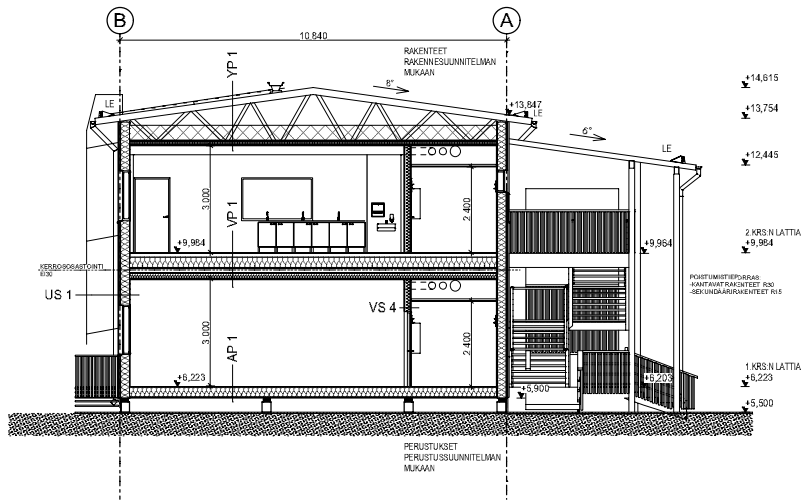 B
A
10,840
RAKENTEET
RAKENNESUUNNITELMAN
MUKAAN
YP 1
8°
+14,615
LE
+13,847
LE
+13,754
6°
LE
+12,445
3 000
VP 1
2 400
2.KRS:N LATTIA
+9,984
+9,964
+9,984
KERROSOSASTOINTI
EI30
POISTUMISTIEPORRAS:
-KANTAVAT RAKENTEET R30
-SEKUNDÄÄRIRAKENTEET R15
US 1
VS 4
3 000
AP 1
2 400
1.KRS:N LATTIA
+6,223
+6,203
+6,223
+5,900
+5,500
PERUSTUKSET
PERUSTUSSUUNNITELMAN
MUKAAN